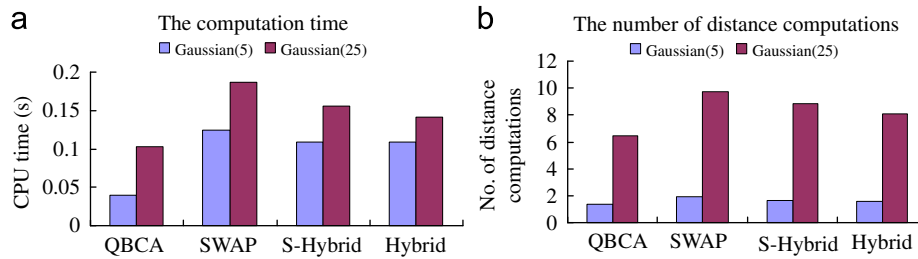 a
The computation time
Gaussian(5) Gaussian(25)
CPU time (s)
0.2
0.15
0.1
0.05
0
QBCA SWAP S-Hybrid Hybrid
b
The number of distance computations
Gaussian(5) Gaussian(25)
No. of distance
computations
12
10
8
6
4
2
0
QBCA SWAP S-Hybrid Hybrid